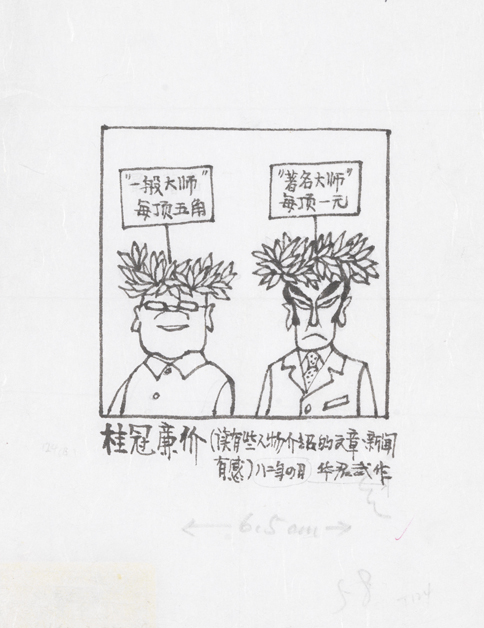 "一般大师"
每顶五角
"著名大师"
每顶一元
桂冠廉价(读有些人物介绍的文章、新闻
有感)八二年四月 华君武作
←6.5cm→
58